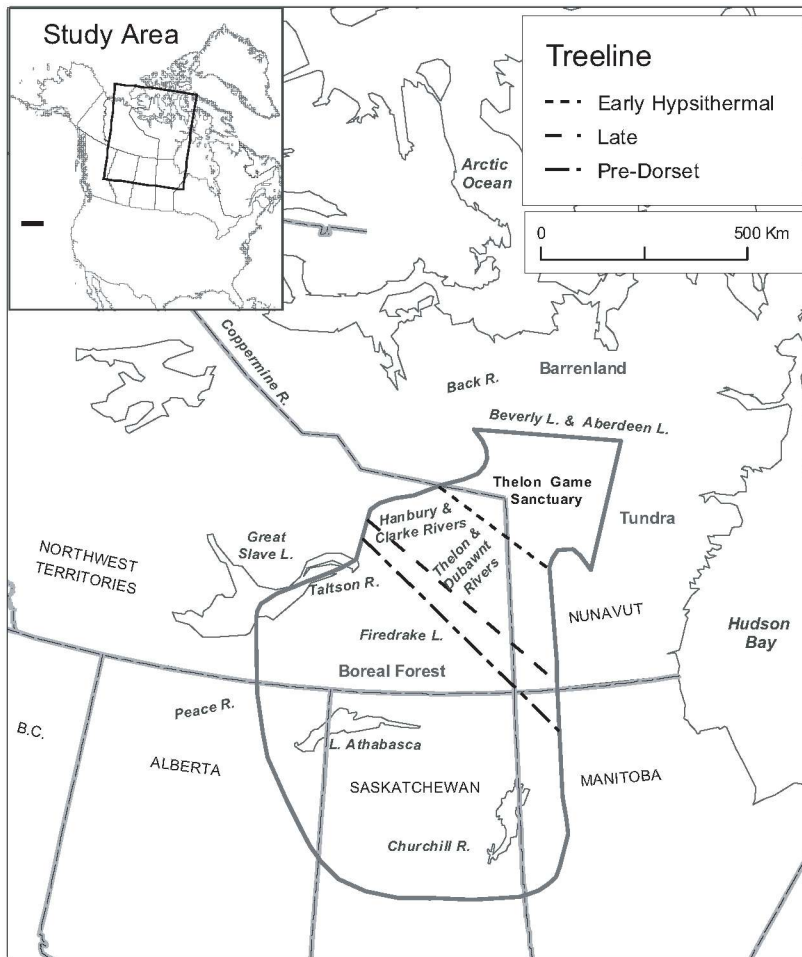 Study Area
Treeline
Early Hypsithermal
Late
Pre-Dorset
0 500 Km
Arctic
Ocean
Coppermine R.
Back R.
Barrenland
Beverly L. & Aberdeen L.
Thelon Game
Sanctuary
Hanbury &
Clarke Rivers
Thelon &
Dubawnt
Rivers
Tundra
Great
Slave L.
NORTHWEST
TERRITORIES
Taltson R.
NUNAVUT
Hudson
Bay
Firedrake L.
Boreal Forest
Peace R.
B.C.
L. Athabasca
ALBERTA
SASKATCHEWAN
MANITOBA
Churchill R.